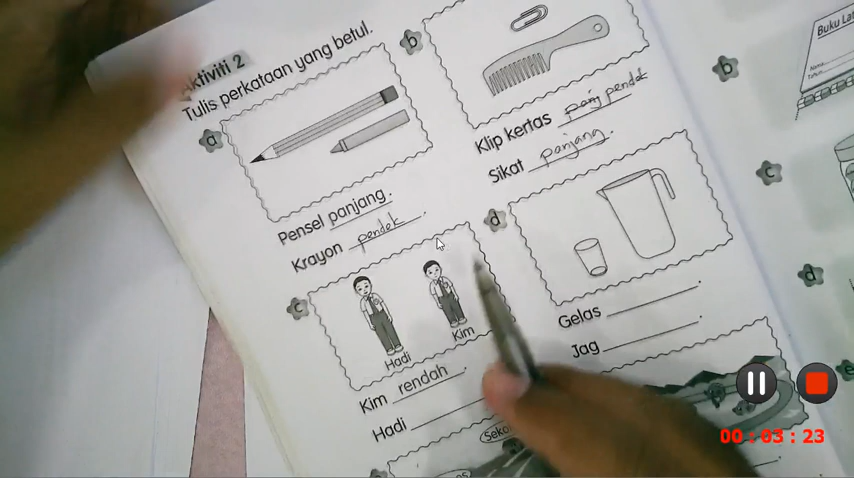 Aktiviti 2
Tulis perkataan yang betul.
a
Pensel panjang.
Krayon pendek.
b
Klip kertas pendek
Sikat panjang.
c
Hadi
Kim
Kim rendah.
Hadi
d
Gelas .
Jag .
Buku
b
c
d
e
00:03:23